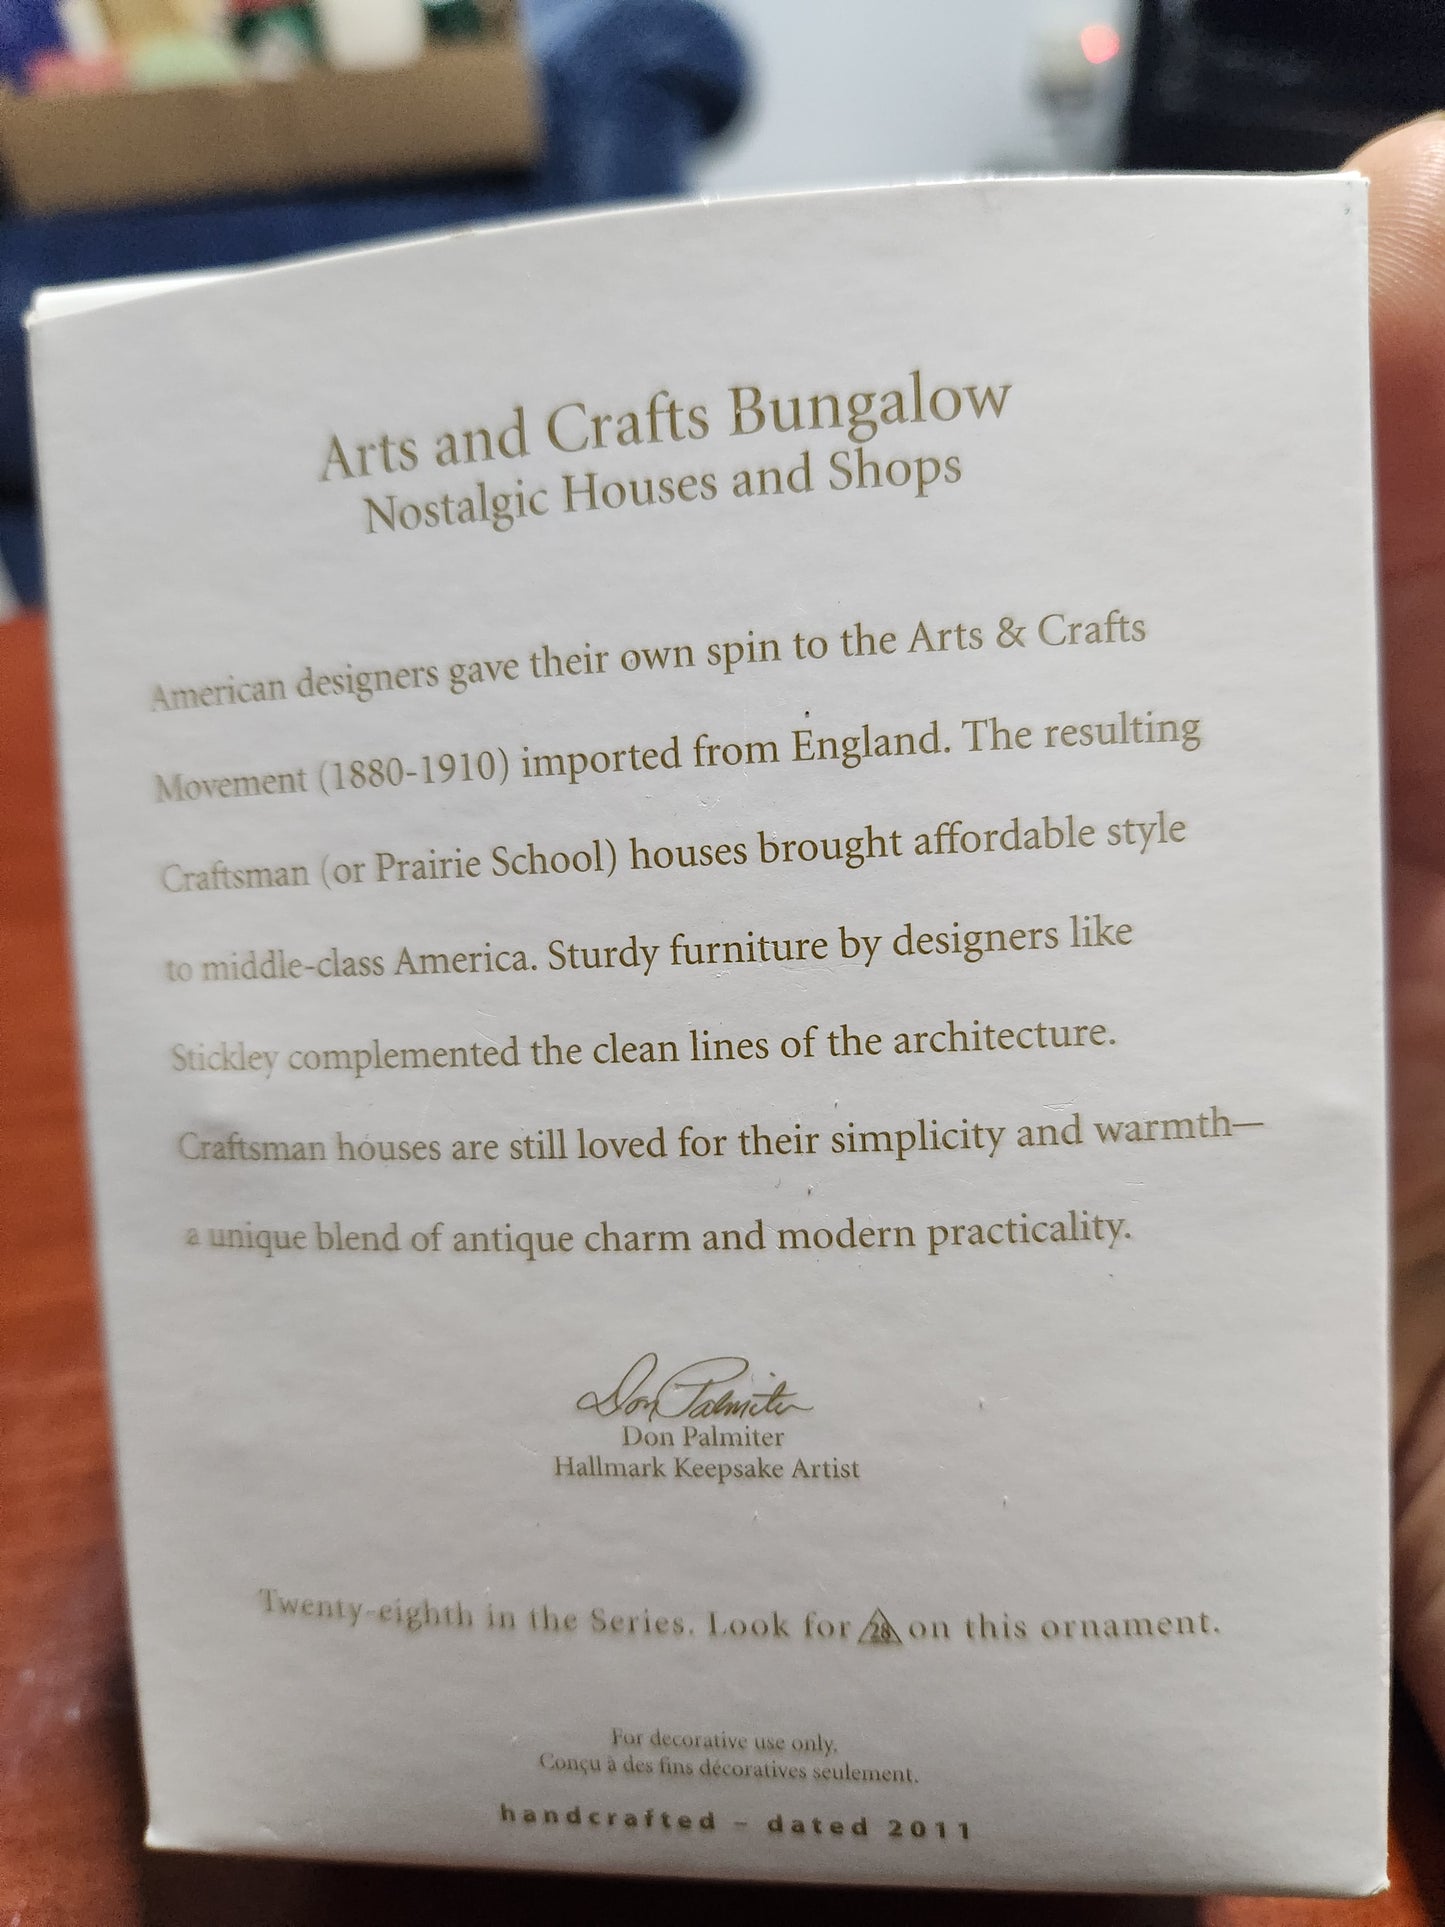 Arts and Crafts Bungalow
Nostalgic Houses and Shops
American designers gave their own spin to the Arts & Crafts
Movement (1880-1910) imported from England. The resulting
Craftsman (or Prairie School) houses brought affordable style
to middle-class America. Sturdy furniture by designers like
Stickley complemented the clean lines of the architecture.
Craftsman houses are still loved for their simplicity and warmth—
a unique blend of antique charm and modern practicality.
Don Palmiter
Don Palmiter
Hallmark Keepsake Artist
Twenty-eighth in the Series. Look for 28 on this ornament.
For decorative use only.
Conçu à des fins décoratives seulement.
handcrafted – dated 2011